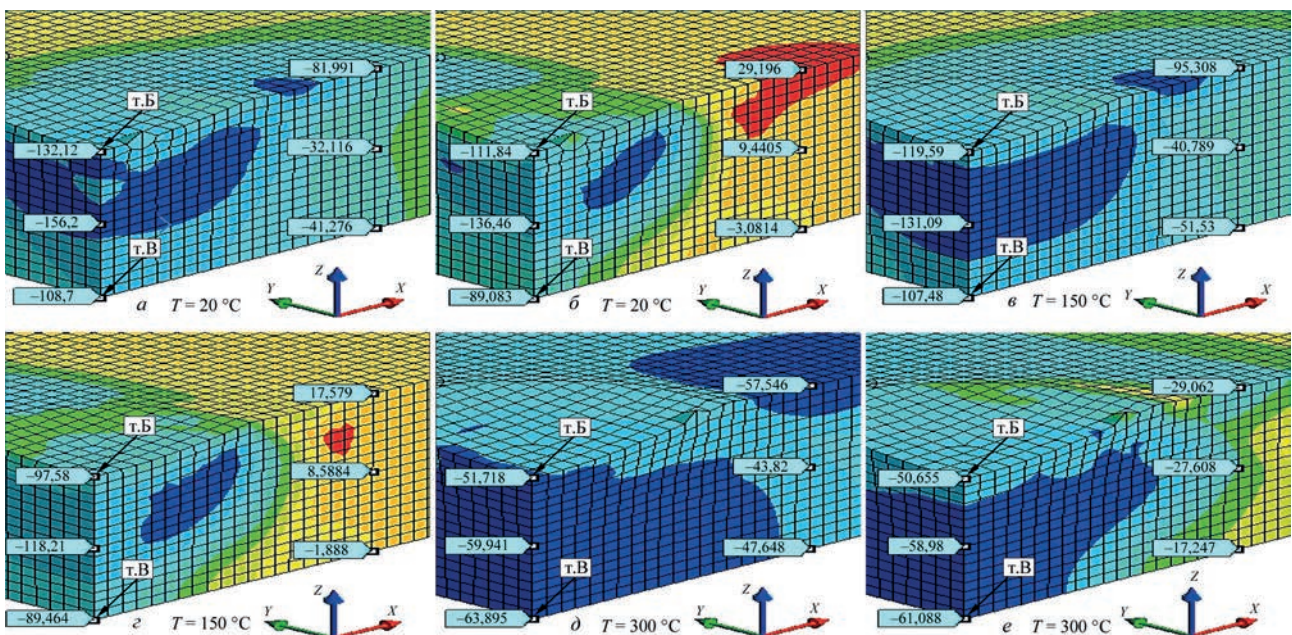 –81,991
т.Б
–132,12
–32,116
–156,2
–41,276
т.В
–108,7
Z
Y
X
а T = 20 °C
29,196
т.Б
–111,84
9,4405
–136,46
–3,0814
т.В
–89,083
Z
Y
X
б T = 20 °C
–95,308
т.Б
–119,59
–40,789
–131,09
–51,53
т.В
–107,48
Z
Y
X
в T = 150 °C
17,579
т.Б
–97,58
8,5884
–118,21
–1,888
т.В
–89,464
Z
Y
X
г T = 150 °C
–57,546
т.Б
–51,718
–43,82
–59,941
–47,648
т.В
–63,895
Z
Y
X
д T = 300 °C
–29,062
т.Б
–50,655
–27,608
–58,98
–17,247
т.В
–61,088
Z
Y
X
е T = 300 °C